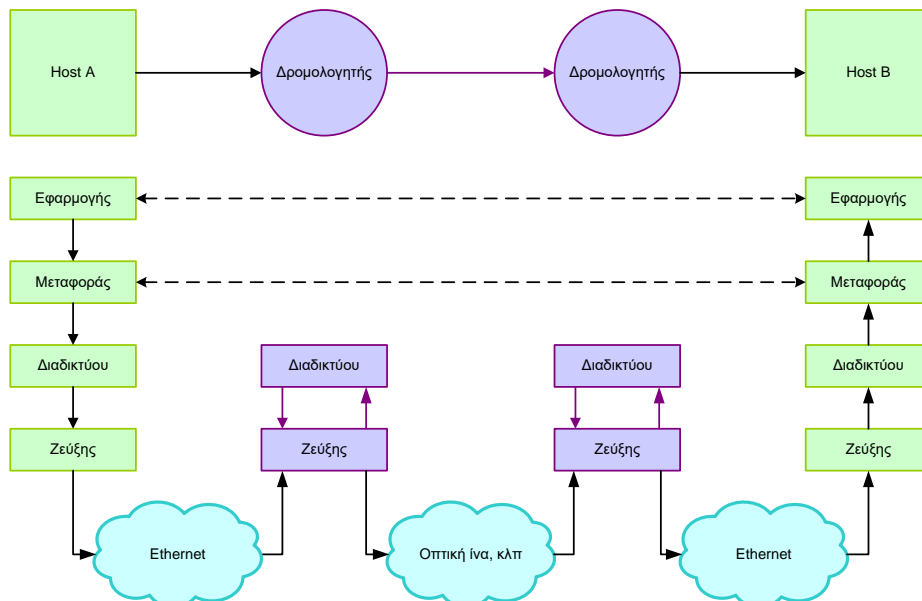 Host A
Δρομολογητής
Δρομολογητής
Host B
Εφαρμογής
Εφαρμογής
Μεταφοράς
Μεταφοράς
Διαδικτύου
Διαδικτύου
Διαδικτύου
Διαδικτύου
Ζεύξης
Ζεύξης
Ζεύξης
Ζεύξης
Ethernet
Οπτική ίνα, κλπ
Ethernet